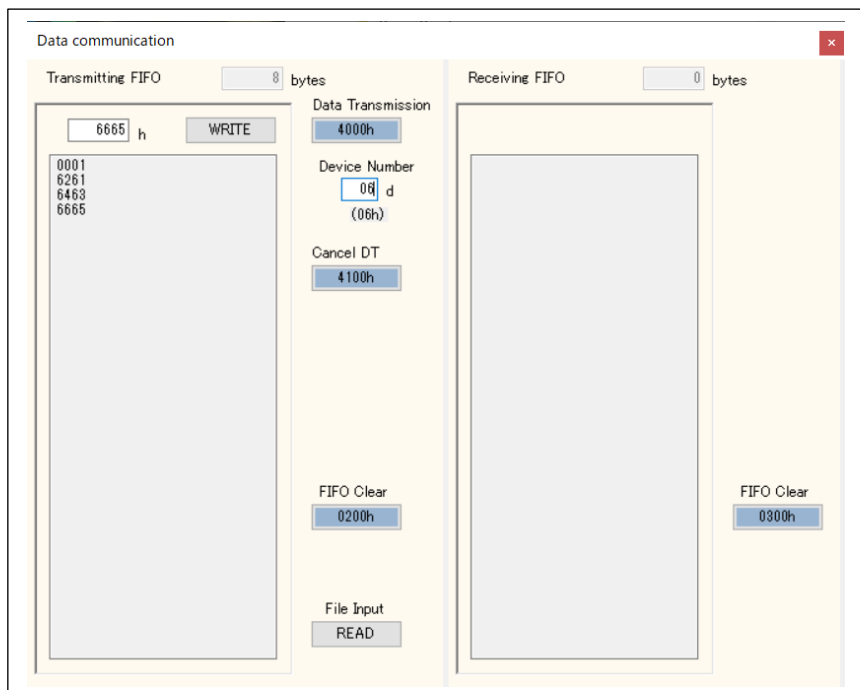 Data communication
×
Transmitting FIFO 8 bytes
Receiving FIFO 0 bytes
Data Transmission
6665 h WRITE 4000h
0001
6261
6463
6665
Device Number
06 d
(06h)
Cancel DT
4100h
FIFO Clear
0200h
FIFO Clear
0300h
File Input
READ